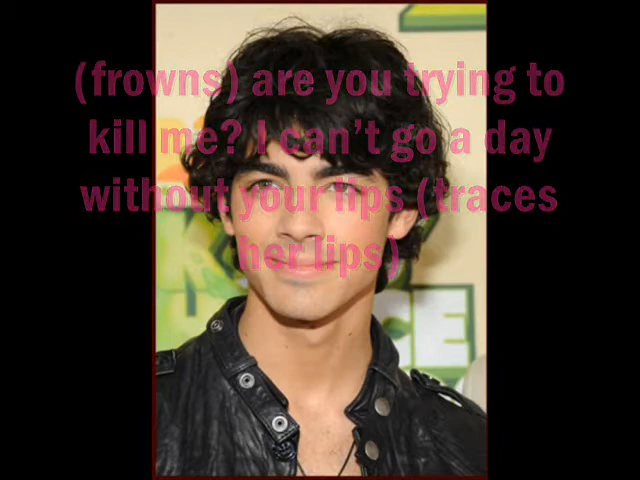 (frowns) are you trying to
kill me? I can’t go a day
without your lips (traces
her lips)